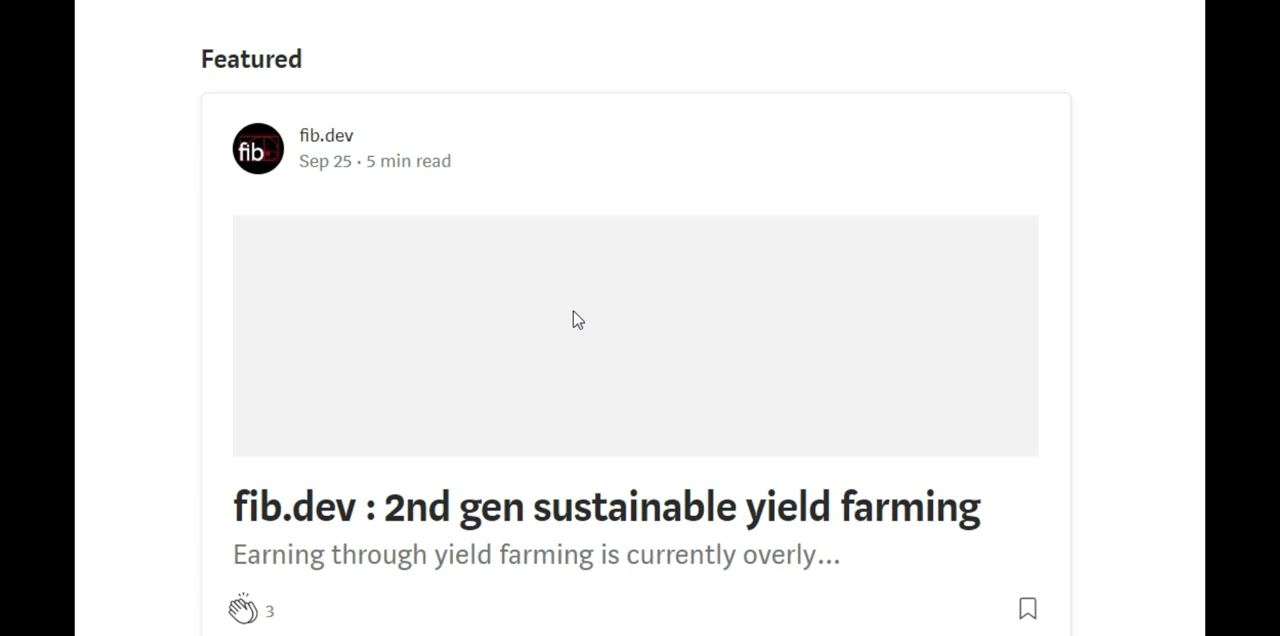 Featured
fib
fib.dev
Sep 25 · 5 min read
fib.dev : 2nd gen sustainable yield farming
Earning through yield farming is currently overly...
3